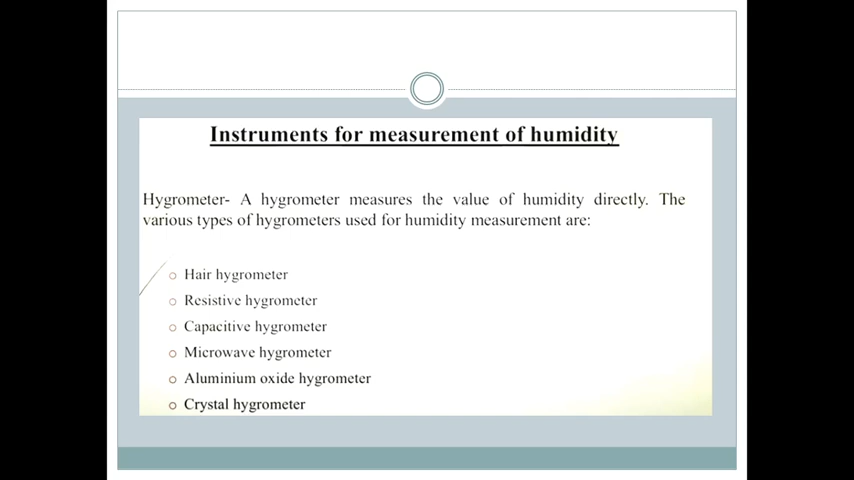 Instruments for measurement of humidity
Hygrometer- A hygrometer measures the value of humidity directly. The
various types of hygrometers used for humidity measurement are:
Hair hygrometer
Resistive hygrometer
Capacitive hygrometer
Microwave hygrometer
Aluminium oxide hygrometer
Crystal hygrometer